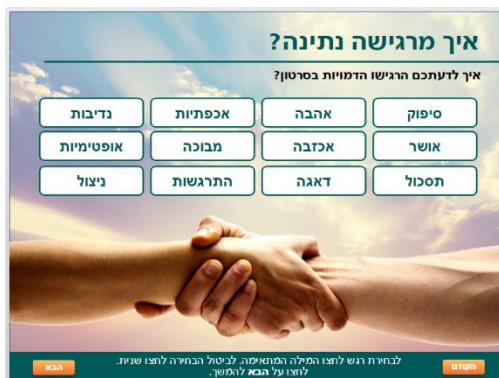 איך מרגישה נתינה?
איך לדעתכם הרגישו הדמויות בסרטון?
סיפוק
אהבה
אכפתיות
נדיבות
אושר
אכזבה
מבוכה
אופטימיות
תסכול
דאגה
התרגשות
ניצול
לבחירת רגש לחצו המילה המתאימה. לביטול הבחירה לחצו שנית.
לחצו על הבא להמשך.
הקודם
הבא